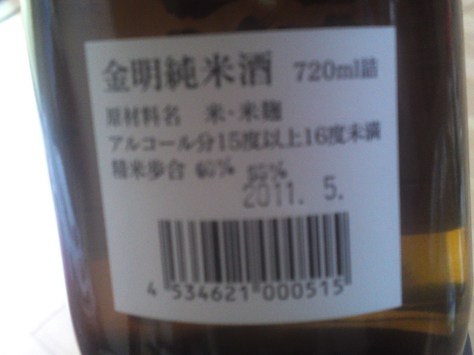 金明純米酒 720ml詰
原材料名 米・米麹
アルコール分15度以上16度未満
精米歩合 60% 55%
2011. 5.
4 534621 000515